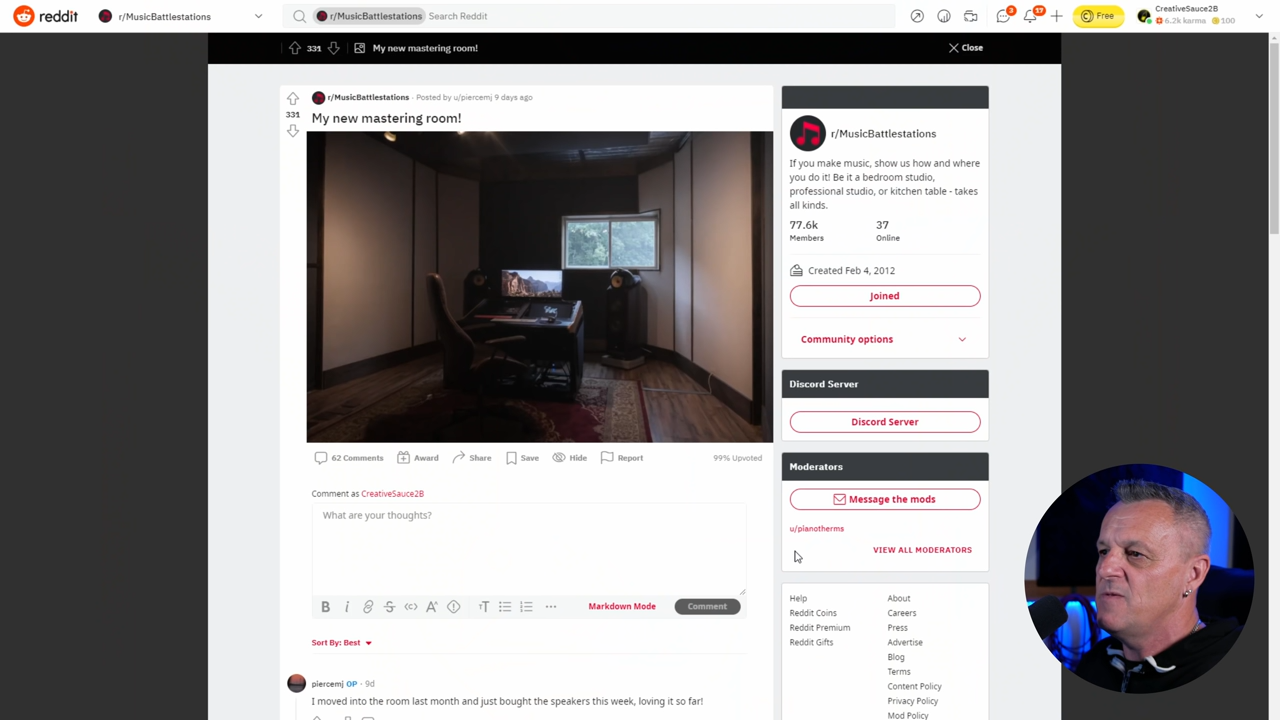 reddit
r/MusicBattlestations
r/MusicBattlestations
Search Reddit
3
17
Free
CreativeSauce2B
6.2k karma
100
331
My new mastering room!
Close
r/MusicBattlestations · Posted by u/piercemj 9 days ago
331
My new mastering room!
62 Comments
Award
Share
Save
Hide
Report
99% Upvoted
Comment as CreativeSauce2B
What are your thoughts?
Markdown Mode
Comment
Sort By: Best
piercemj OP · 9d
I moved into the room last month and just bought the speakers this week, loving it so far!
r/MusicBattlestations
If you make music, show us how and where
you do it! Be it a bedroom studio,
professional studio, or kitchen table - takes
all kinds.
77.6k
Members
37
Online
Created Feb 4, 2012
Joined
Community options
Discord Server
Discord Server
Moderators
Message the mods
u/pianotherms
VIEW ALL MODERATORS
Help
Reddit Coins
Reddit Premium
Reddit Gifts
About
Careers
Press
Advertise
Blog
Terms
Content Policy
Privacy Policy
Mod Policy